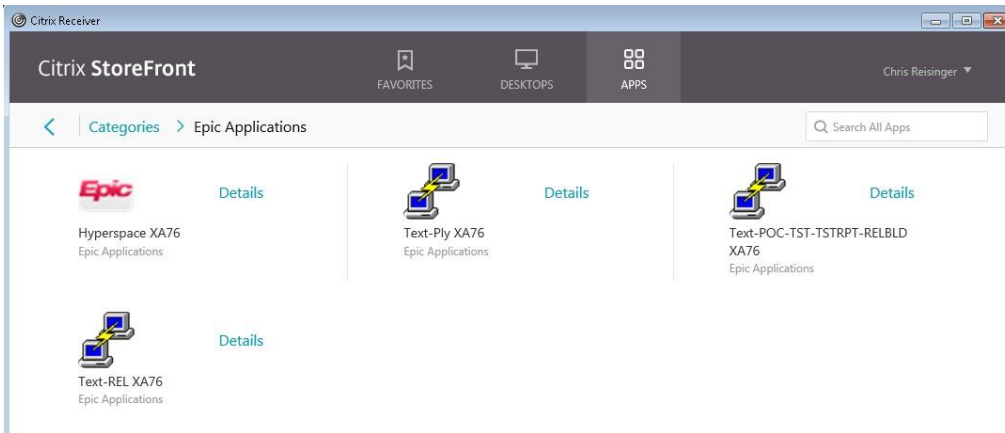 Citrix Receiver
Citrix StoreFront
FAVORITES
DESKTOPS
APPS
Chris Reisinger
Categories > Epic Applications
Search All Apps
Epic
Details
Hyperspace XA76
Epic Applications
Details
Text-Ply XA76
Epic Applications
Details
Text-POC-TST-TSTRPT-RELBLD
XA76
Epic Applications
Details
Text-REL XA76
Epic Applications